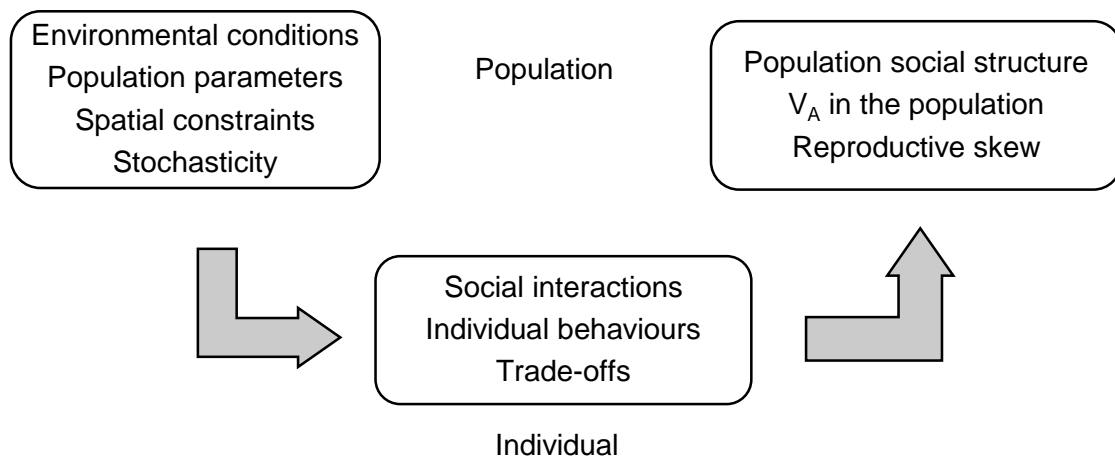 Environmental conditions
Population parameters
Spatial constraints
Stochasticity
Population
Population social structure
V_A in the population
Reproductive skew
Social interactions
Individual behaviours
Trade-offs
Individual